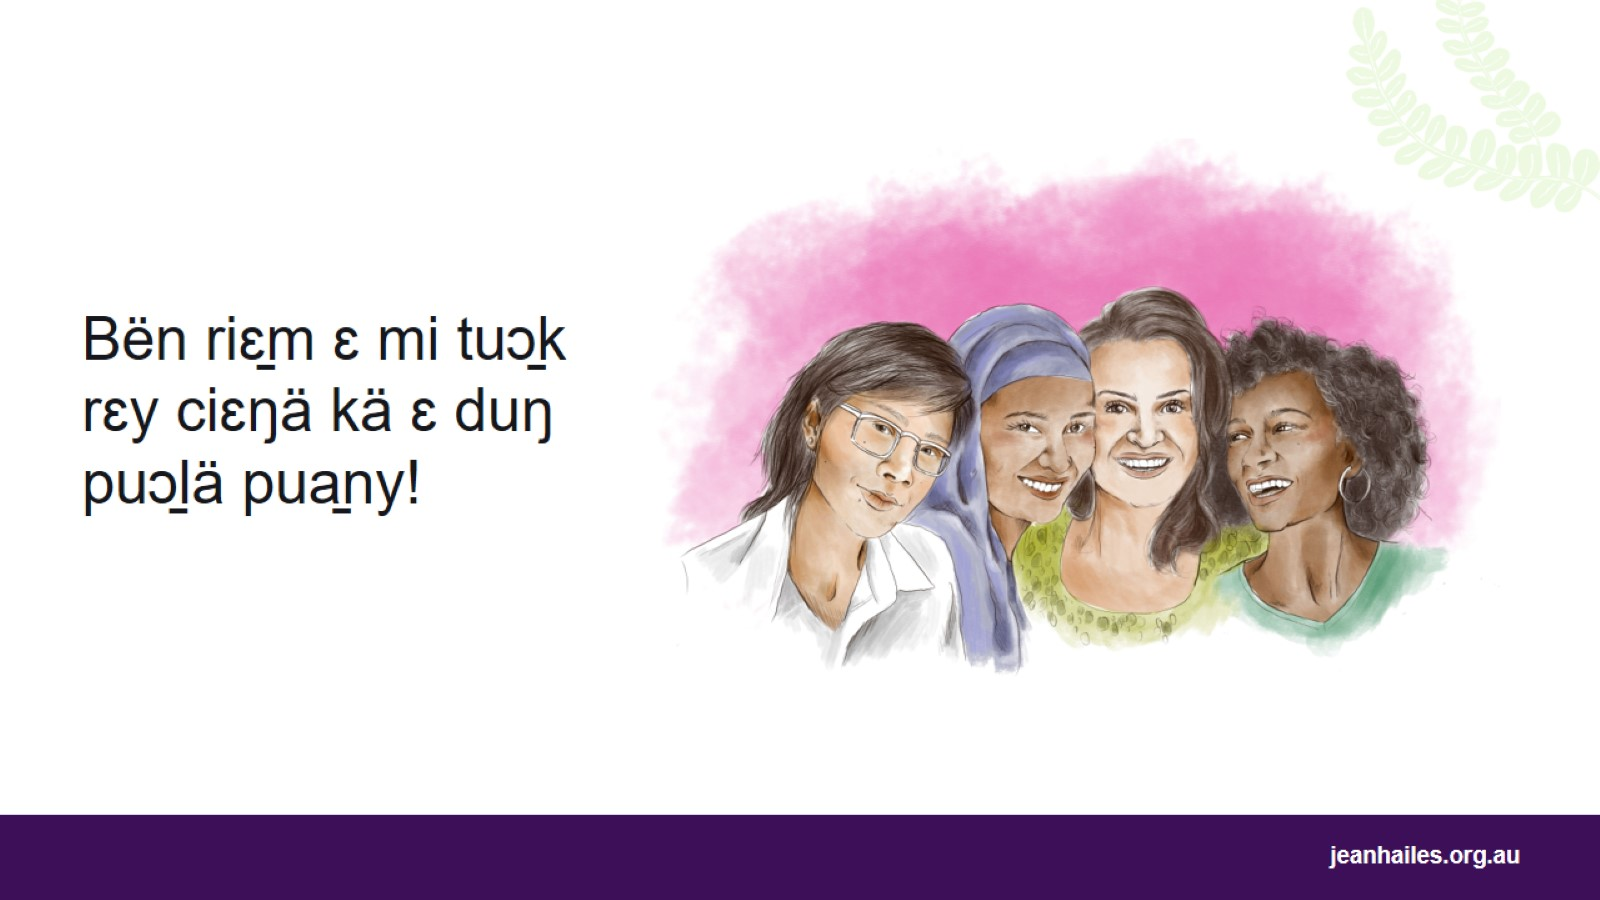 Bën riɛ̱m ɛ mi tuɔ̱k
rɛy ciɛŋä kä ɛ duŋ
puɔ̱lä pua̱ny!
jeanhailes.org.au